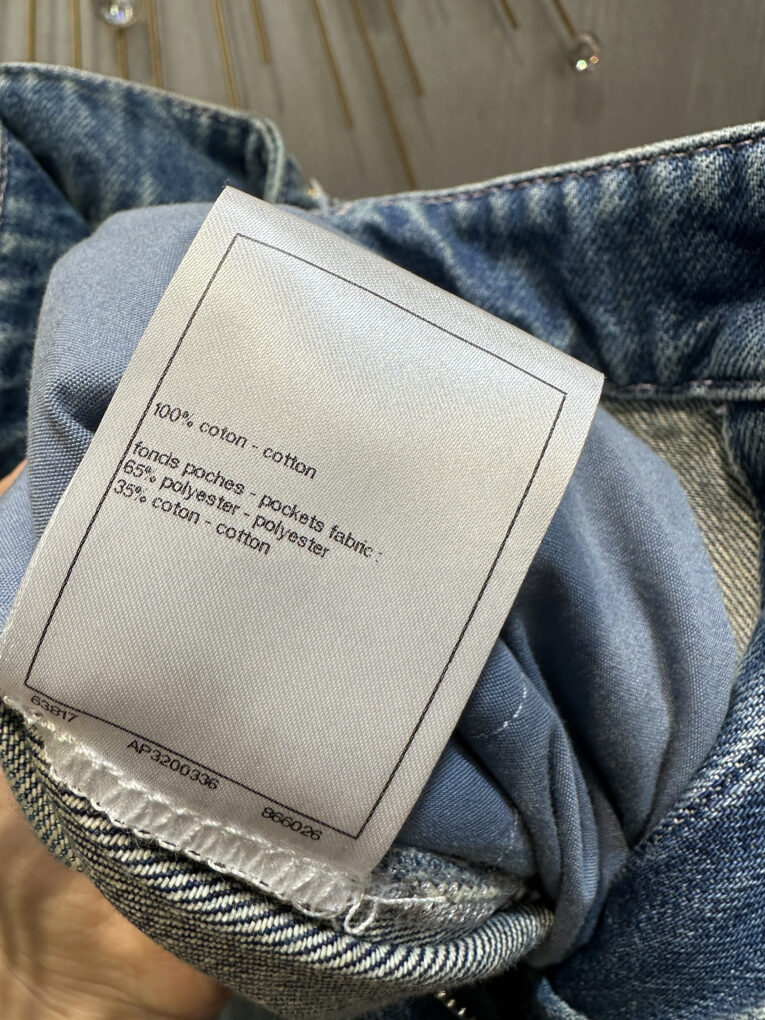 100% coton - cotton
fonds poches - pockets fabric :
65% polyester - polyester
35% coton - cotton
63817
AP3200336
866026